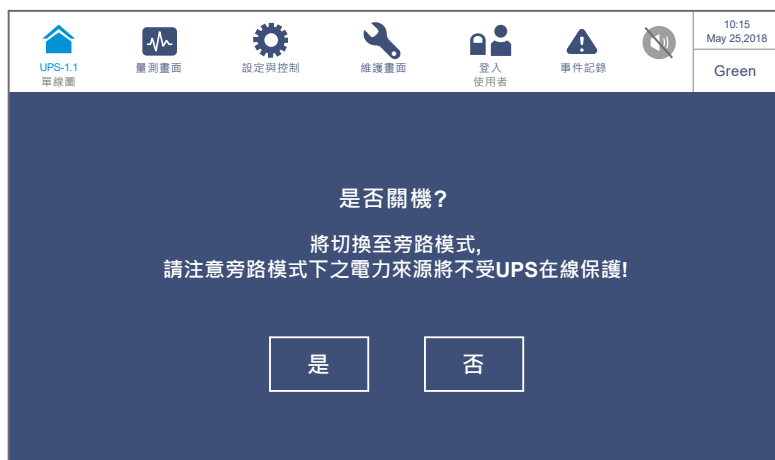 UPS-1.1
單線圖
量測畫面
設定與控制
維護畫面
登入
使用者
事件記錄
10:15
May 25,2018
Green
是否關機?
將切換至旁路模式,
請注意旁路模式下之電力來源將不受UPS在線保護!
是
否